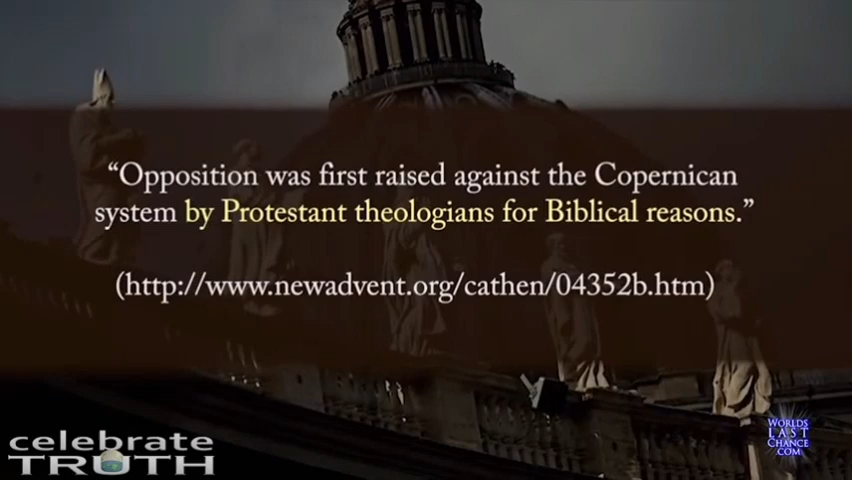 “Opposition was first raised against the Copernican
system by Protestant theologians for Biblical reasons.”
(http://www.newadvent.org/cathen/04352b.htm)
celebrate
TRUTH
WORLDS
LAST
CHANCE
.COM